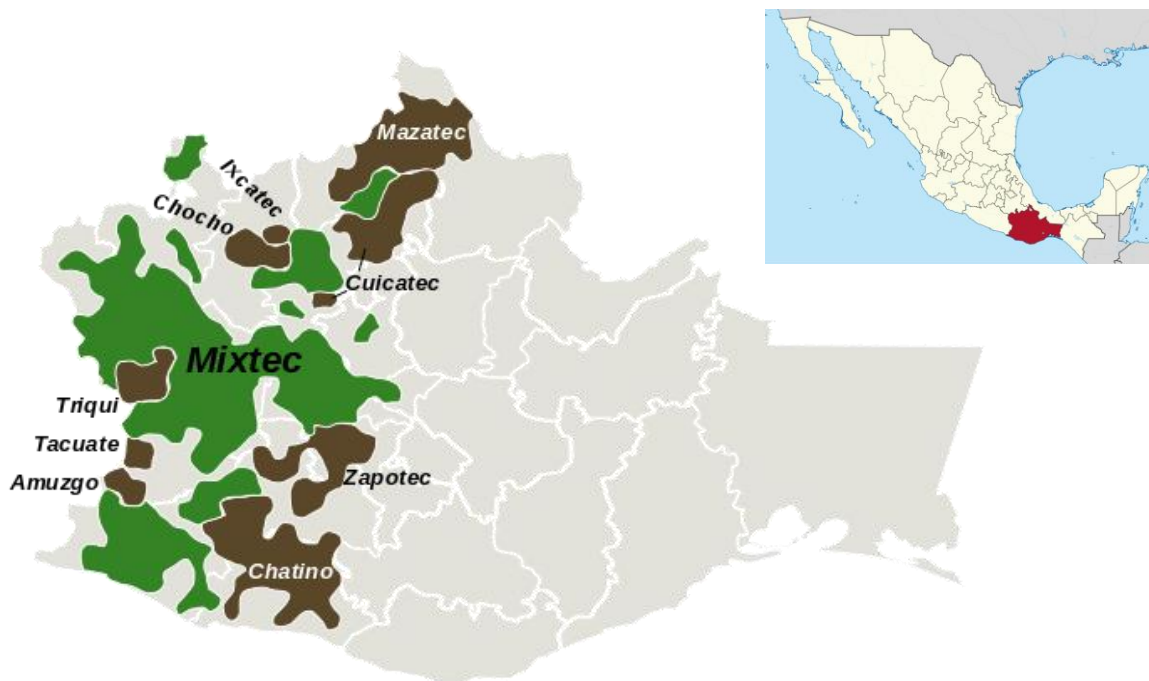 Mazatec
Ixcatec
Chocho
Cuicatec
Mixtec
Triqui
Tacuate
Amuzgo
Zapotec
Chatino